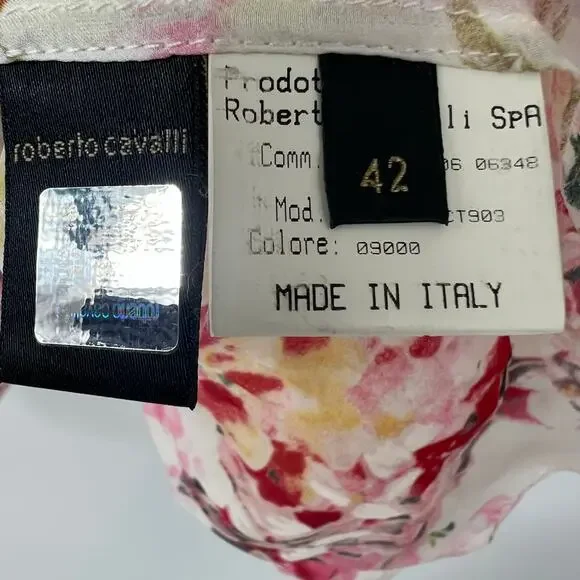 roberto cavalli
Prodot
Robert li SpA
Comm. 06 06348
42
Mod. CT903
Colore: 09000
MADE IN ITALY